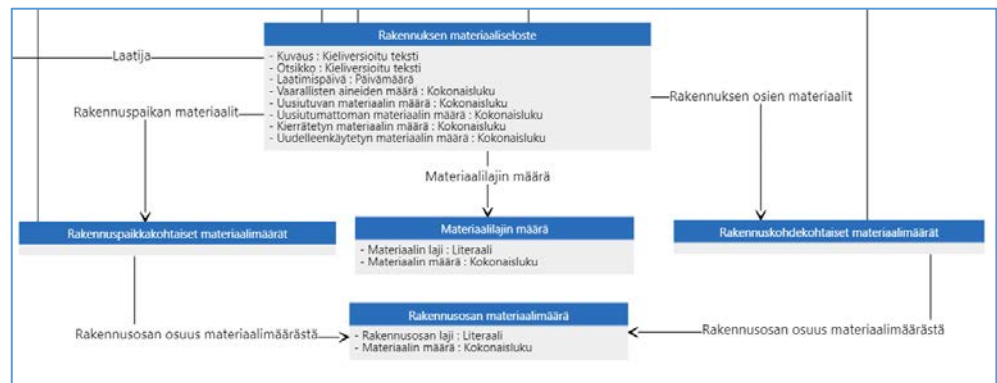 Rakennuksen materiaaliseloste
- Kuvaus : Kieliversioitu teksti
- Otsikko : Kieliversioitu teksti
- Laatimispäivä : Päivämäärä
- Vaarallisten aineiden määrä : Kokonaisluku
- Uusiutuvan materiaalin määrä : Kokonaisluku
- Uusiutumattoman materiaalin määrä : Kokonaisluku
- Kierrätetyn materiaalin määrä : Kokonaisluku
- Uudelleenkäytetyn materiaalin määrä : Kokonaisluku
Laatija
Rakennuspaikan materiaalit
Rakennuksen osien materiaalit
Materiaalilajin määrä
Rakennuspaikkakohtaiset materiaalimäärät
Materiaalilajin määrä
- Materiaalin laji : Literaali
- Materiaalin määrä : Kokonaisluku
Rakennuskohdekohtaiset materiaalimäärät
Rakennusosan osuus materiaalimäärästä
Rakennusosan materiaalimäärä
- Rakennusosan laji : Literaali
- Materiaalin määrä : Kokonaisluku
Rakennusosan osuus materiaalimäärästä